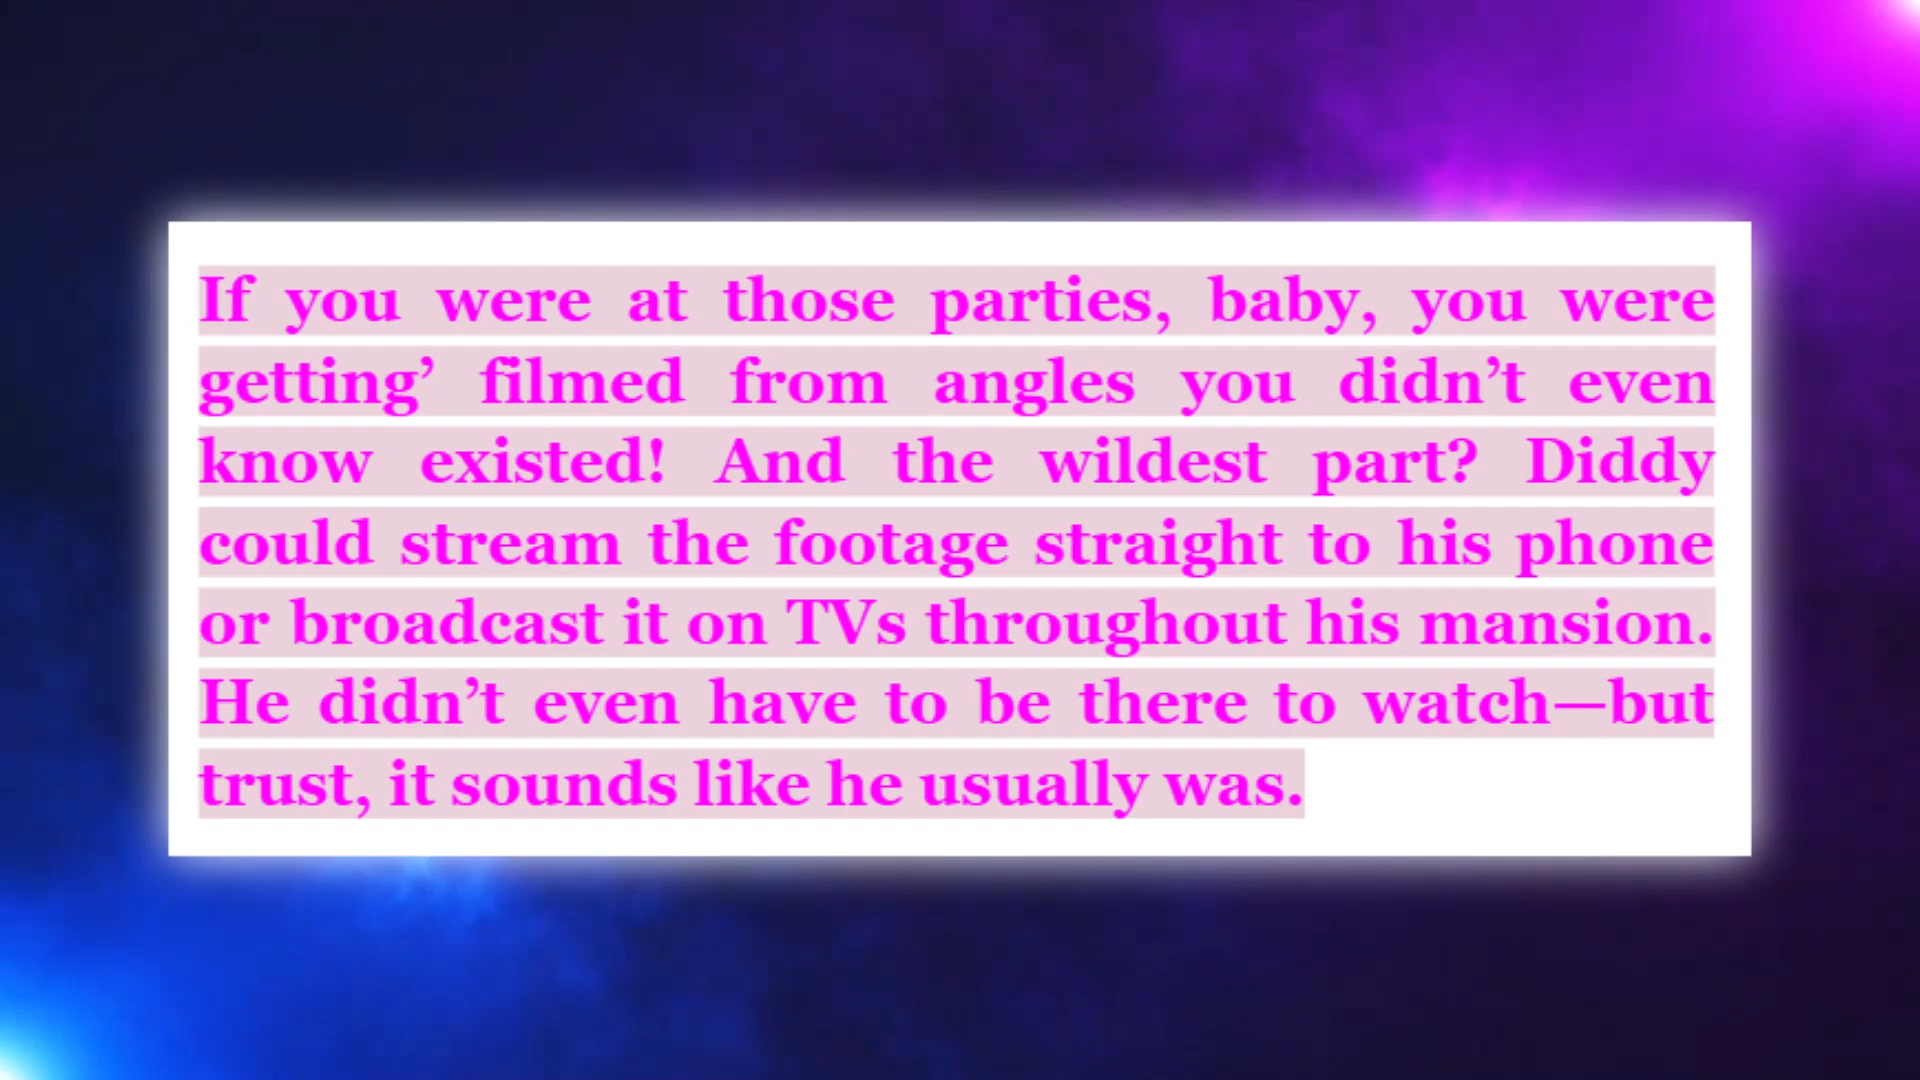 If you were at those parties, baby, you were
getting’ filmed from angles you didn’t even
know existed! And the wildest part? Diddy
could stream the footage straight to his phone
or broadcast it on TVs throughout his mansion.
He didn’t even have to be there to watch—but
trust, it sounds like he usually was.